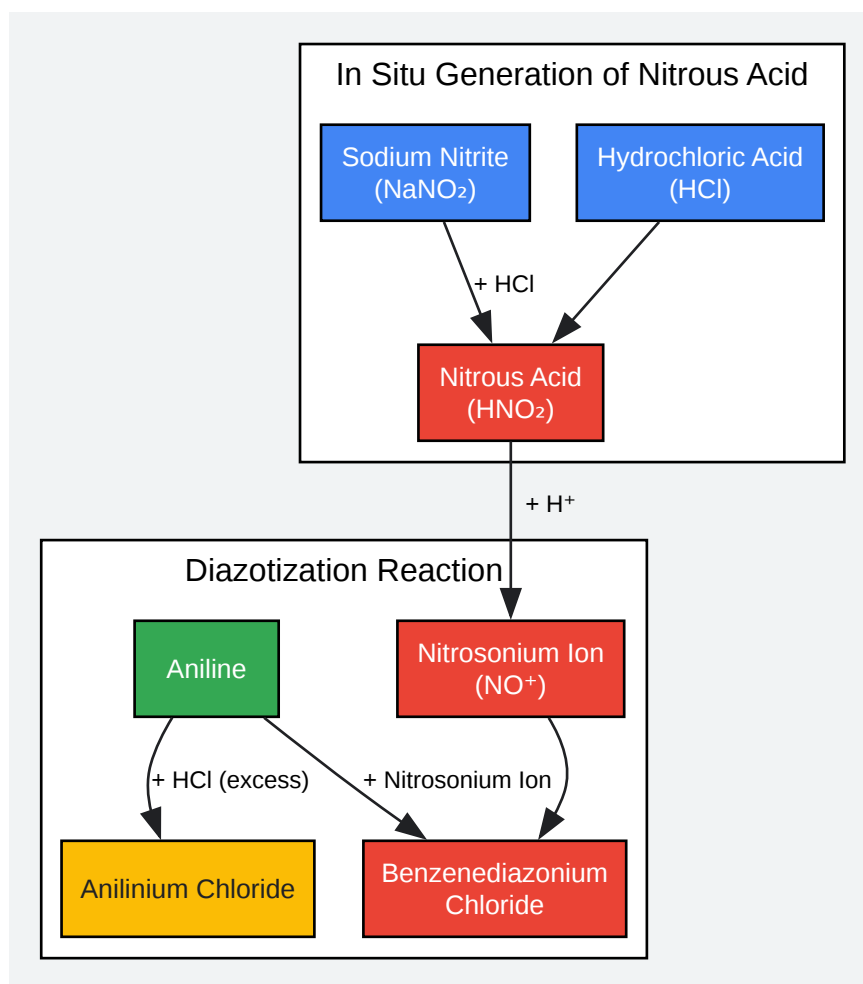 In Situ Generation of Nitrous Acid
Sodium Nitrite
(NaNO₂)
Hydrochloric Acid
(HCl)
+ HCl
Nitrous Acid
(HNO₂)
+ H⁺
Diazotization Reaction
Aniline
Nitrosonium Ion
(NO⁺)
+ HCl (excess)
+ Nitrosonium Ion
Anilinium Chloride
Benzenediazonium
Chloride